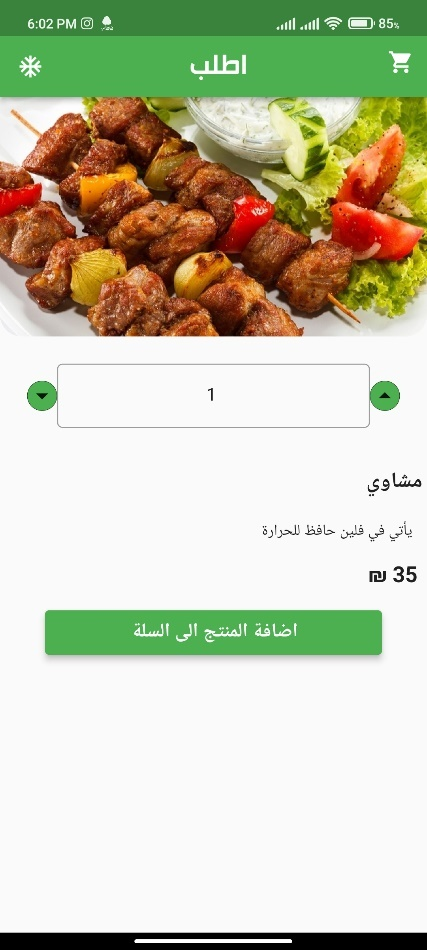 6:02 PM 85%
اطلب
1
مشاوي
يأتي في فلين حافظ للحرارة
35 ₪
اضافة المنتج الى السلة